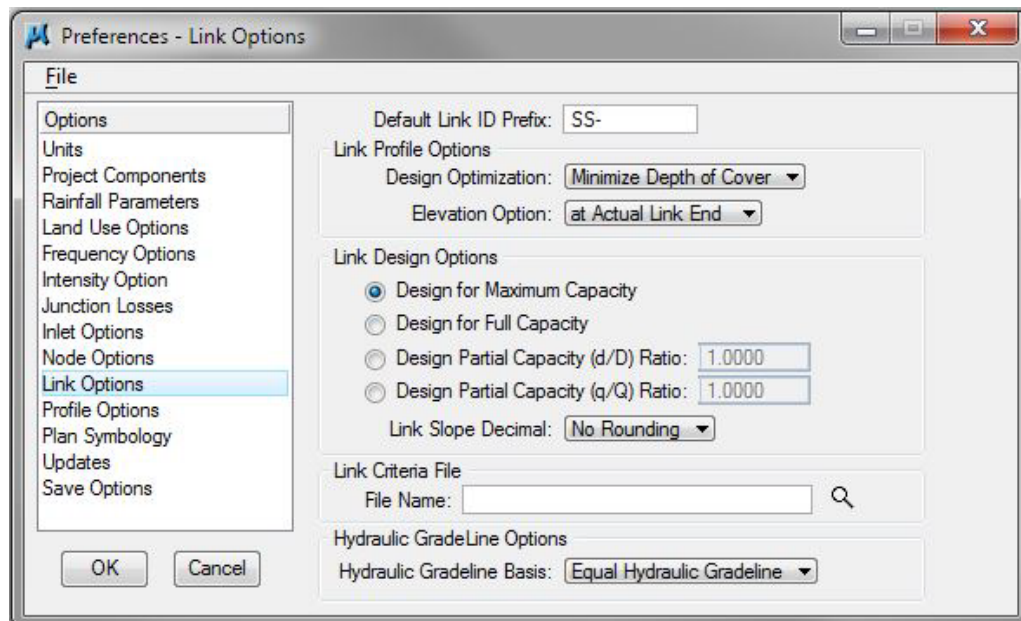 Preferences - Link Options
File
Options
Units
Project Components
Rainfall Parameters
Land Use Options
Frequency Options
Intensity Option
Junction Losses
Inlet Options
Node Options
Link Options
Profile Options
Plan Symbology
Updates
Save Options
OK Cancel
Default Link ID Prefix: SS-
Link Profile Options
Design Optimization: Minimize Depth of Cover
Elevation Option: at Actual Link End
Link Design Options
Design for Maximum Capacity
Design for Full Capacity
Design Partial Capacity (d/D) Ratio: 1.0000
Design Partial Capacity (q/Q) Ratio: 1.0000
Link Slope Decimal: No Rounding
Link Criteria File
File Name:
Hydraulic GradeLine Options
Hydraulic Gradeline Basis: Equal Hydraulic Gradeline